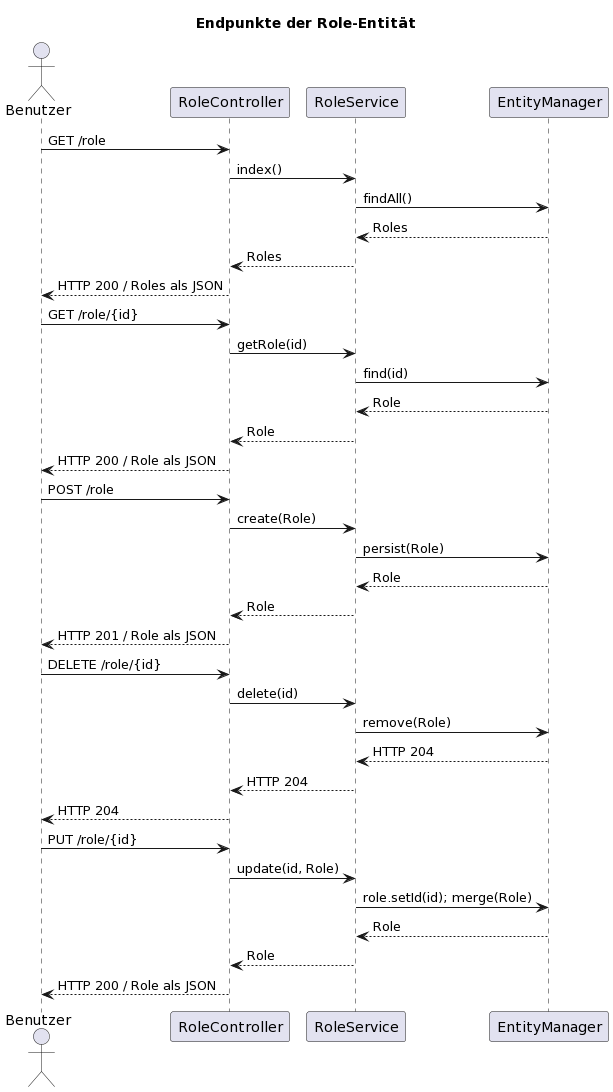 Endpunkte der Role-Entität
Benutzer
RoleController
RoleService
EntityManager
GET /role
index()
findAll()
Roles
Roles
HTTP 200 / Roles als JSON
GET /role/{id}
getRole(id)
find(id)
Role
Role
HTTP 200 / Role als JSON
POST /role
create(Role)
persist(Role)
Role
Role
HTTP 201 / Role als JSON
DELETE /role/{id}
delete(id)
remove(Role)
HTTP 204
HTTP 204
HTTP 204
PUT /role/{id}
update(id, Role)
role.setId(id); merge(Role)
Role
Role
HTTP 200 / Role als JSON
Benutzer
RoleController
RoleService
EntityManager